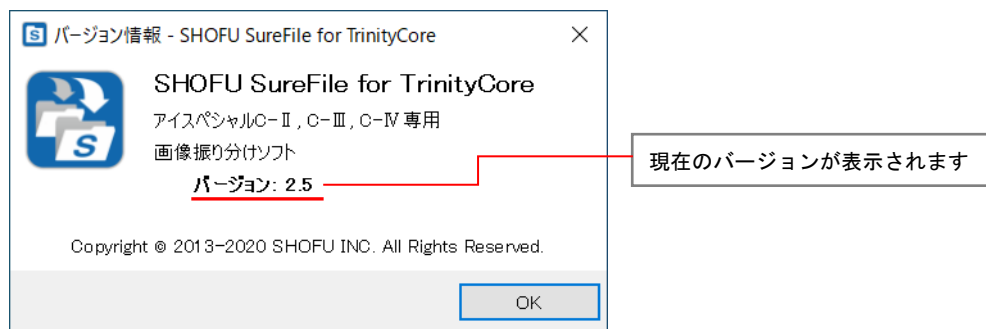 バージョン情報 - SHOFU SureFile for TrinityCore
SHOFU SureFile for TrinityCore
アイスペシャルC-Ⅱ, C-Ⅲ, C-Ⅳ 専用
画像振り分けソフト
バージョン: 2.5
現在のバージョンが表示されます
Copyright © 2013-2020 SHOFU INC. All Rights Reserved.
OK